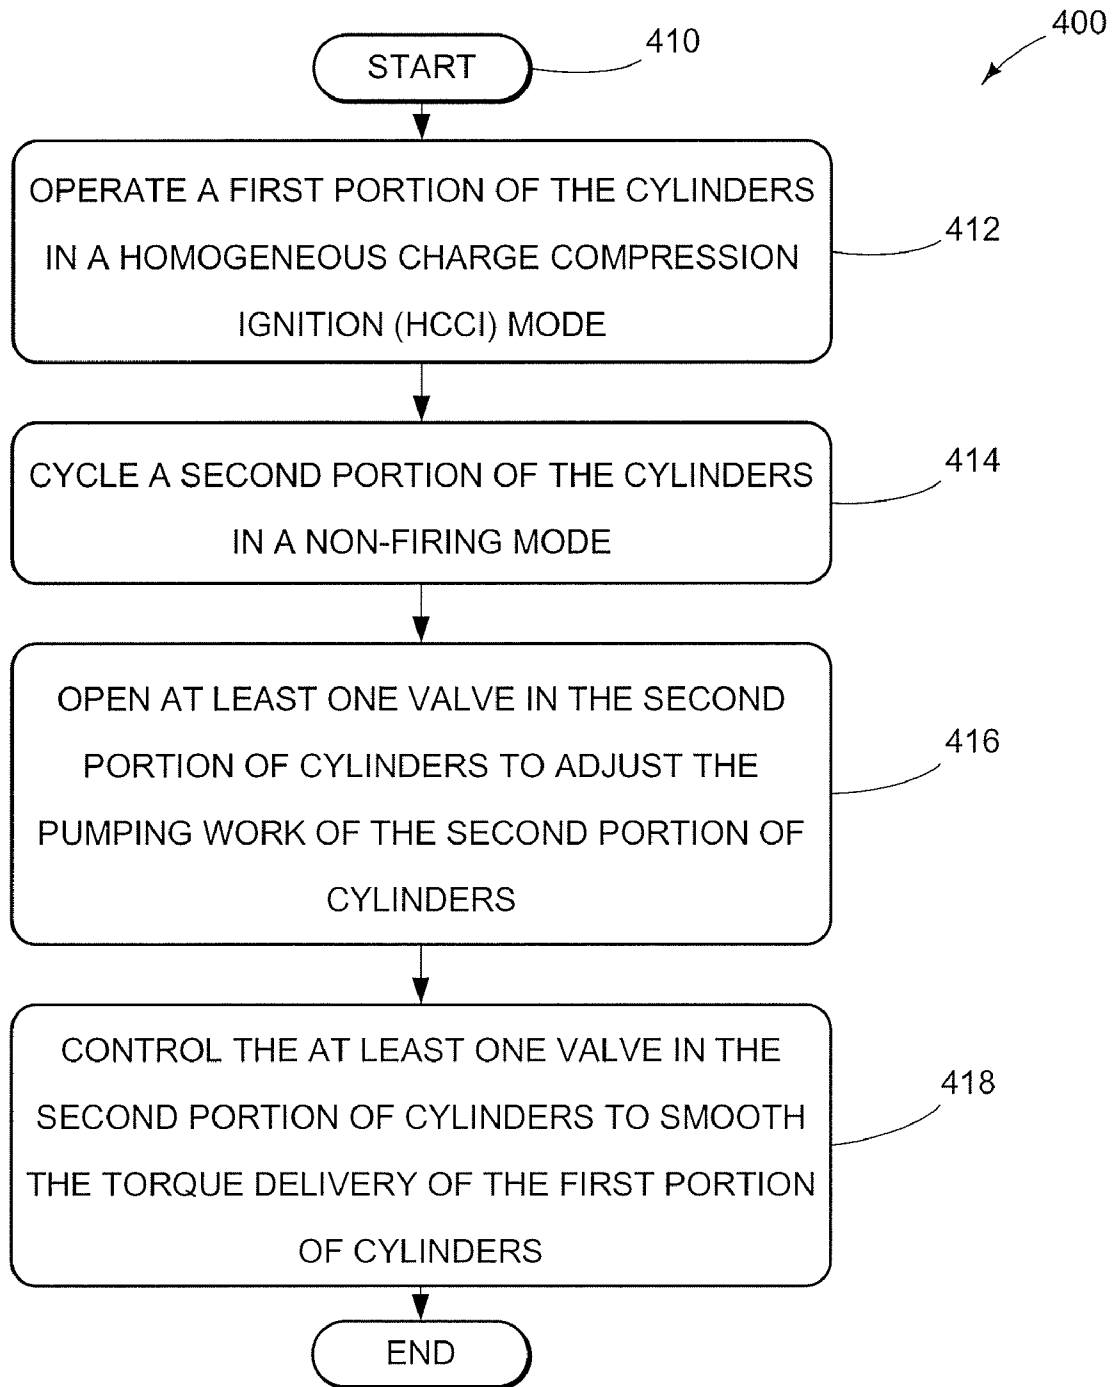 400
START
410
OPERATE A FIRST PORTION OF THE CYLINDERS
IN A HOMOGENEOUS CHARGE COMPRESSION
IGNITION (HCCI) MODE
412
CYCLE A SECOND PORTION OF THE CYLINDERS
IN A NON-FIRING MODE
414
OPEN AT LEAST ONE VALVE IN THE SECOND
PORTION OF CYLINDERS TO ADJUST THE
PUMPING WORK OF THE SECOND PORTION OF
CYLINDERS
416
CONTROL THE AT LEAST ONE VALVE IN THE
SECOND PORTION OF CYLINDERS TO SMOOTH
THE TORQUE DELIVERY OF THE FIRST PORTION
OF CYLINDERS
418
END